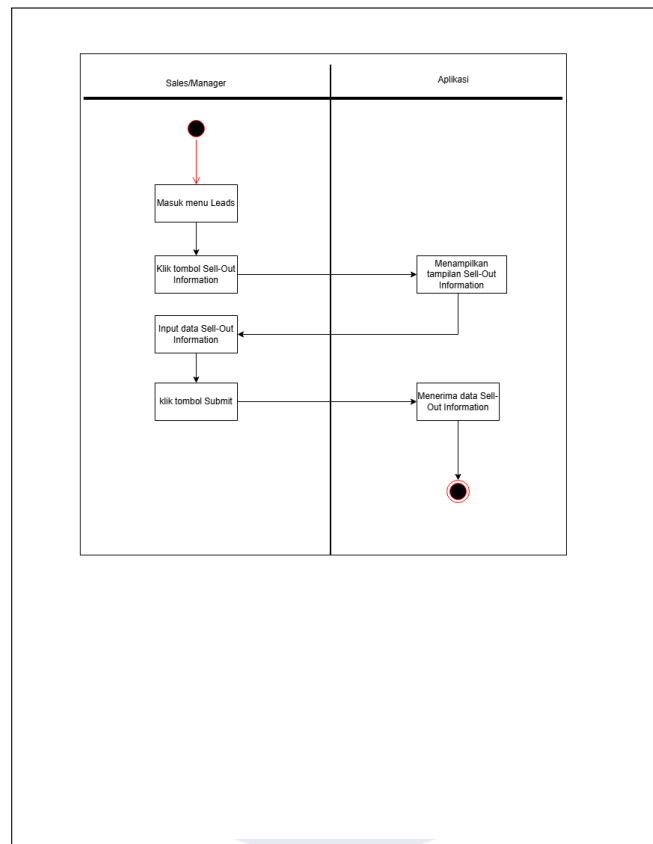 Sales/Manager
Aplikasi
Masuk menu Leads
Klik tombol Sell-Out
Information
Menampilkan
tampilan Sell-Out
Information
Input data Sell-Out
Information
klik tombol Submit
Menerima data Sell-
Out Information